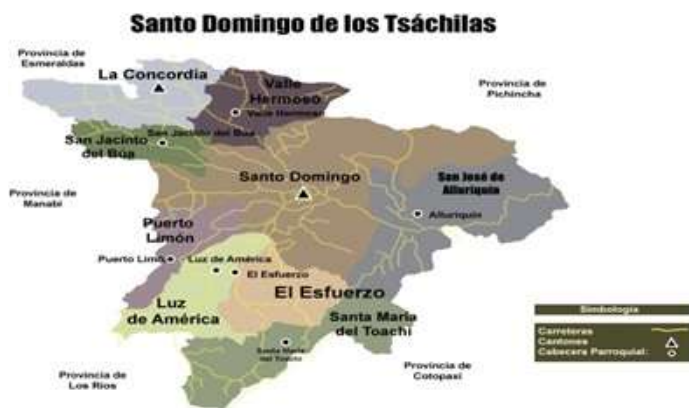 Santo Domingo de los Tsáchilas
Provincia de
Esmeraldas
La Concordia
Valle
Hermoso
Valle Hermoso
Provincia de
Pichincha
San Jacinto del Búa
San Jacinto
del Búa
Santo Domingo
San José de
Alluriquín
Alluriquín
Provincia de
Manabí
Puerto
Limón
Puerto Limó
Luz de América
El Esfuerzo
El Esfuerzo
Luz
de América
Santa María
del Toachi
Santa María
del Toachi
Simbología
Carreteras
Cantones
Cabecera Parroquial:
Provincia de
Los Ríos
Provincia de
Cotopaxi